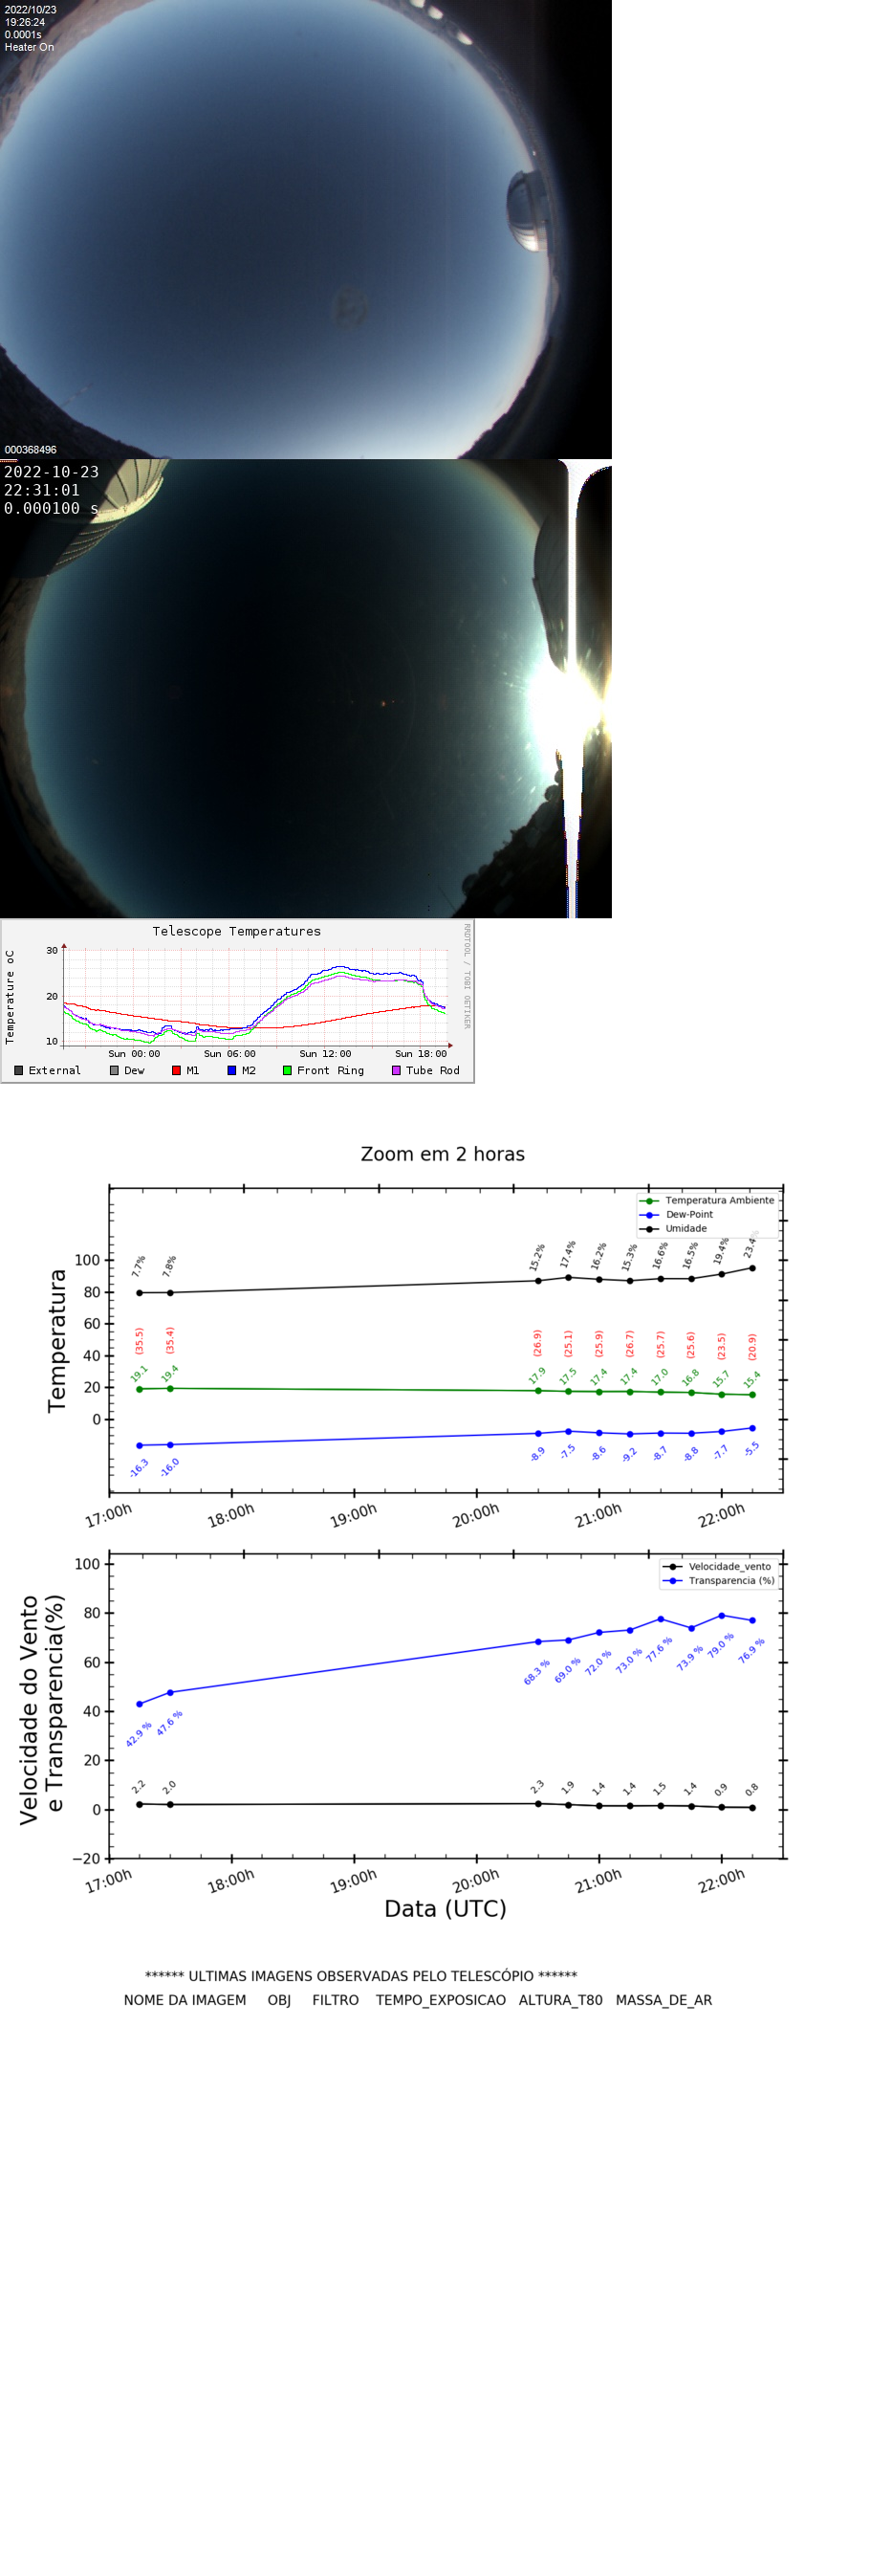 2022/10/23
19:26:24
0.0001s
Heater On
000368496
2022-10-23
22:31:01
0.000100 s
Telescope Temperatures
RRDTOOL / TOBI OETIKER
Temperature oC
30
20
10
Sun 00:00 Sun 06:00 Sun 12:00 Sun 18:00
External Dew M1 M2 Front Ring Tube Rod
Zoom em 2 horas
Temperatura Ambiente
Dew-Point
Umidade
Temperatura
100
80
60
40
20
0
7.7% 7.8% 15.2% 17.4% 16.2% 15.3% 16.6% 16.5% 19.4% 23.4%
(35.5) (35.4) (26.9) (25.1) (25.9) (26.7) (25.7) (25.6) (23.5) (20.9)
19.1 19.4 17.9 17.5 17.4 17.4 17.0 16.8 15.7 15.4
-16.3 -16.0 -8.9 -7.5 -8.6 -9.2 -8.7 -8.8 -7.7 -5.5
17:00h 18:00h 19:00h 20:00h 21:00h 22:00h
Velocidade_vento
Transparencia (%)
Velocidade do Vento
e Transparencia(%)
100
80
60
40
20
0
−20
42.9 % 47.6 % 68.3 % 69.0 % 72.0 % 73.0 % 77.6 % 73.9 % 79.0 % 76.9 %
2.2 2.0 2.3 1.9 1.4 1.4 1.5 1.4 0.9 0.8
17:00h 18:00h 19:00h 20:00h 21:00h 22:00h
Data (UTC)
****** ULTIMAS IMAGENS OBSERVADAS PELO TELESCÓPIO ******
NOME DA IMAGEM OBJ FILTRO TEMPO_EXPOSICAO ALTURA_T80 MASSA_DE_AR